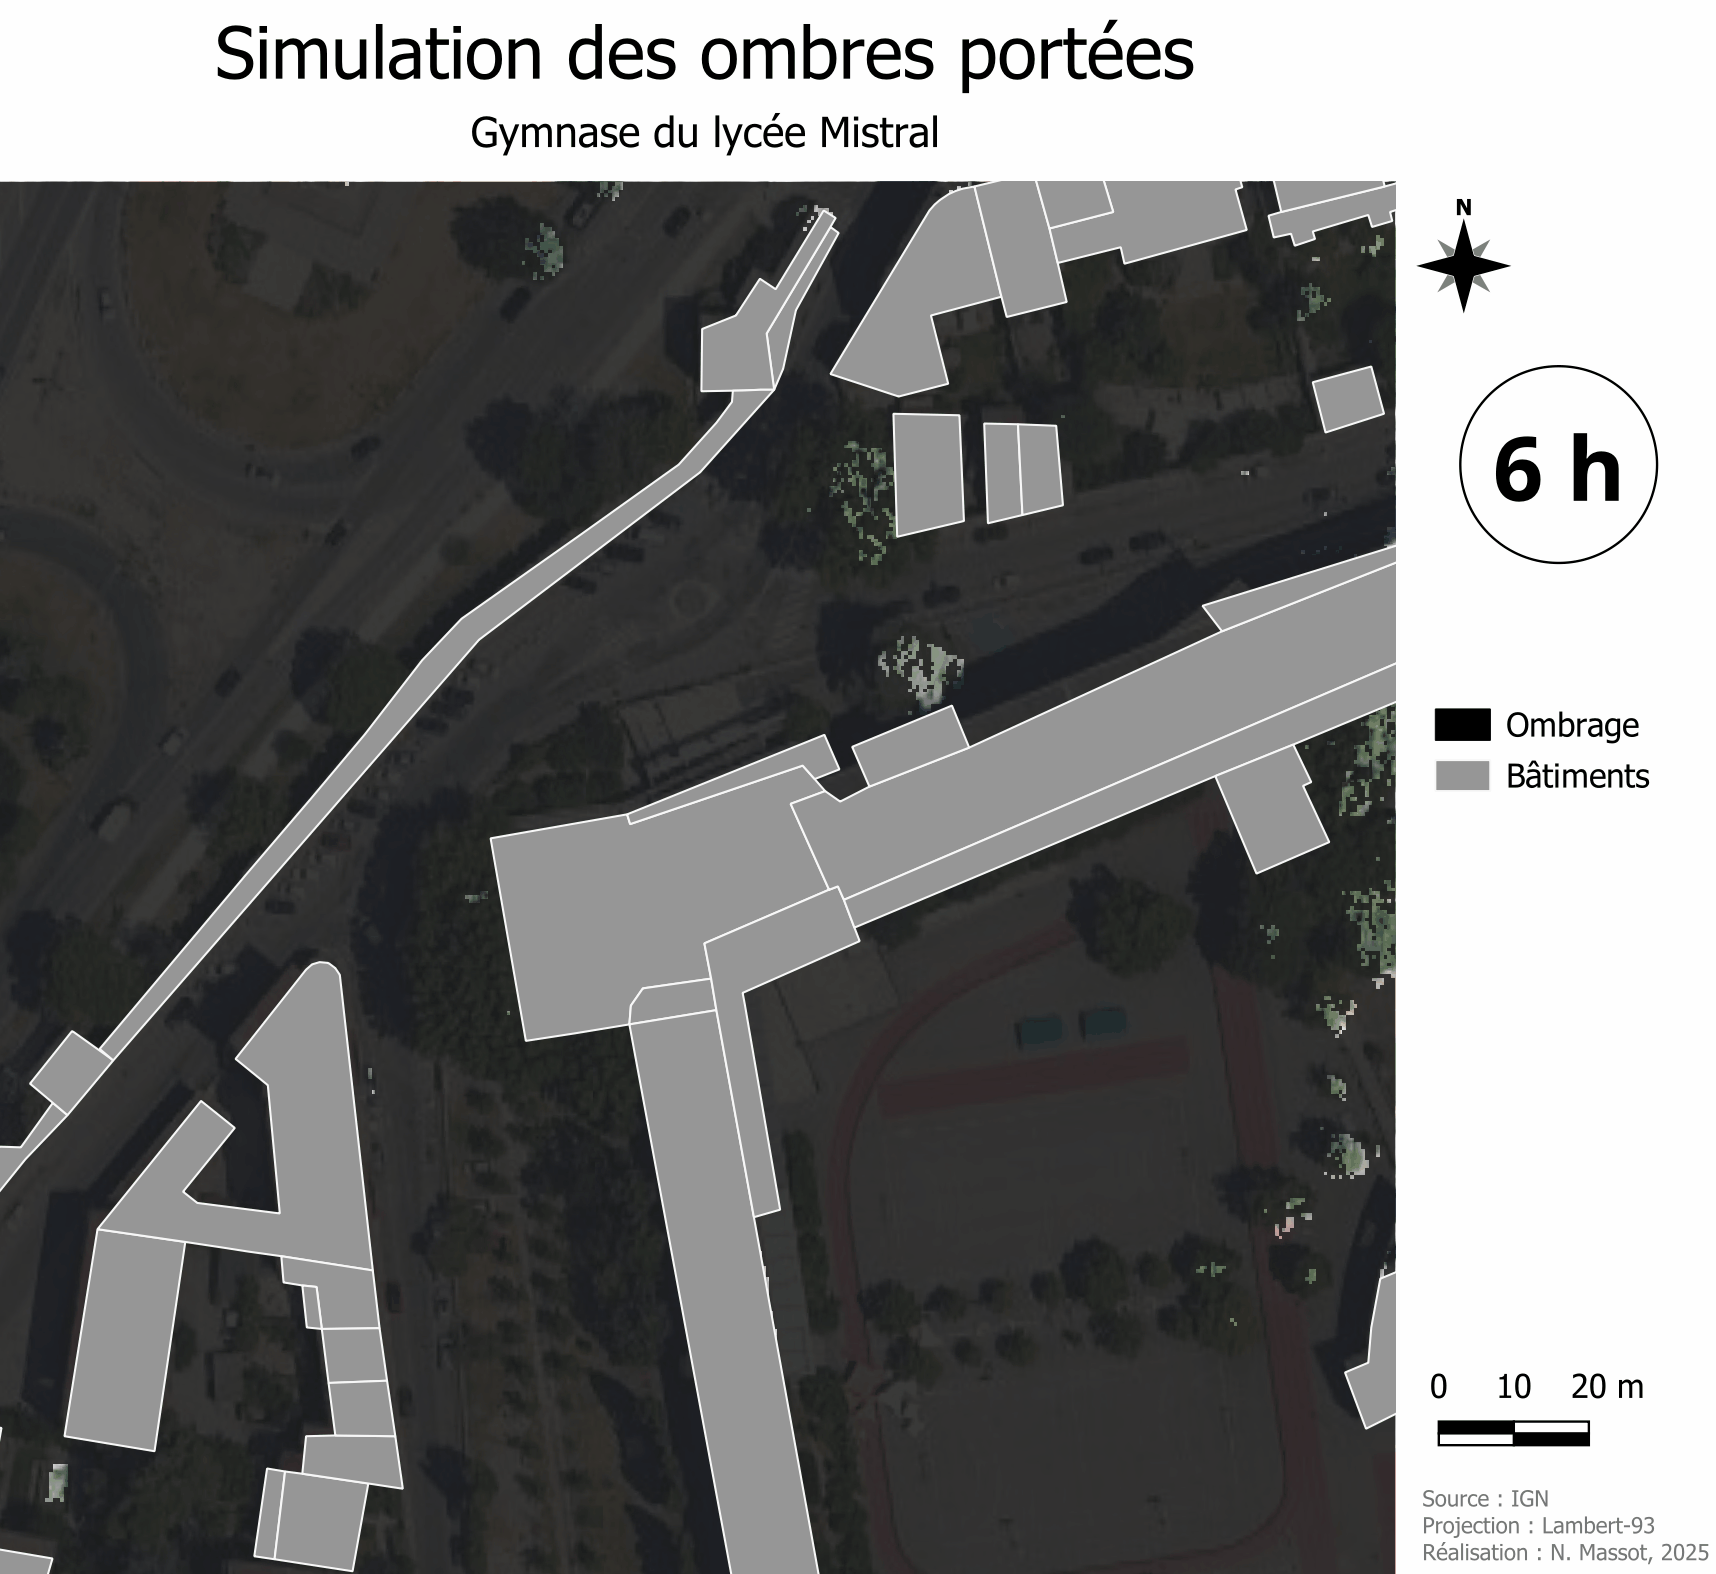 Simulation des ombres portées
Gymnase du lycée Mistral
N
6 h
Ombrage
Bâtiments
0 10 20 m
Source : IGN
Projection : Lambert-93
Réalisation : N. Massot, 2025